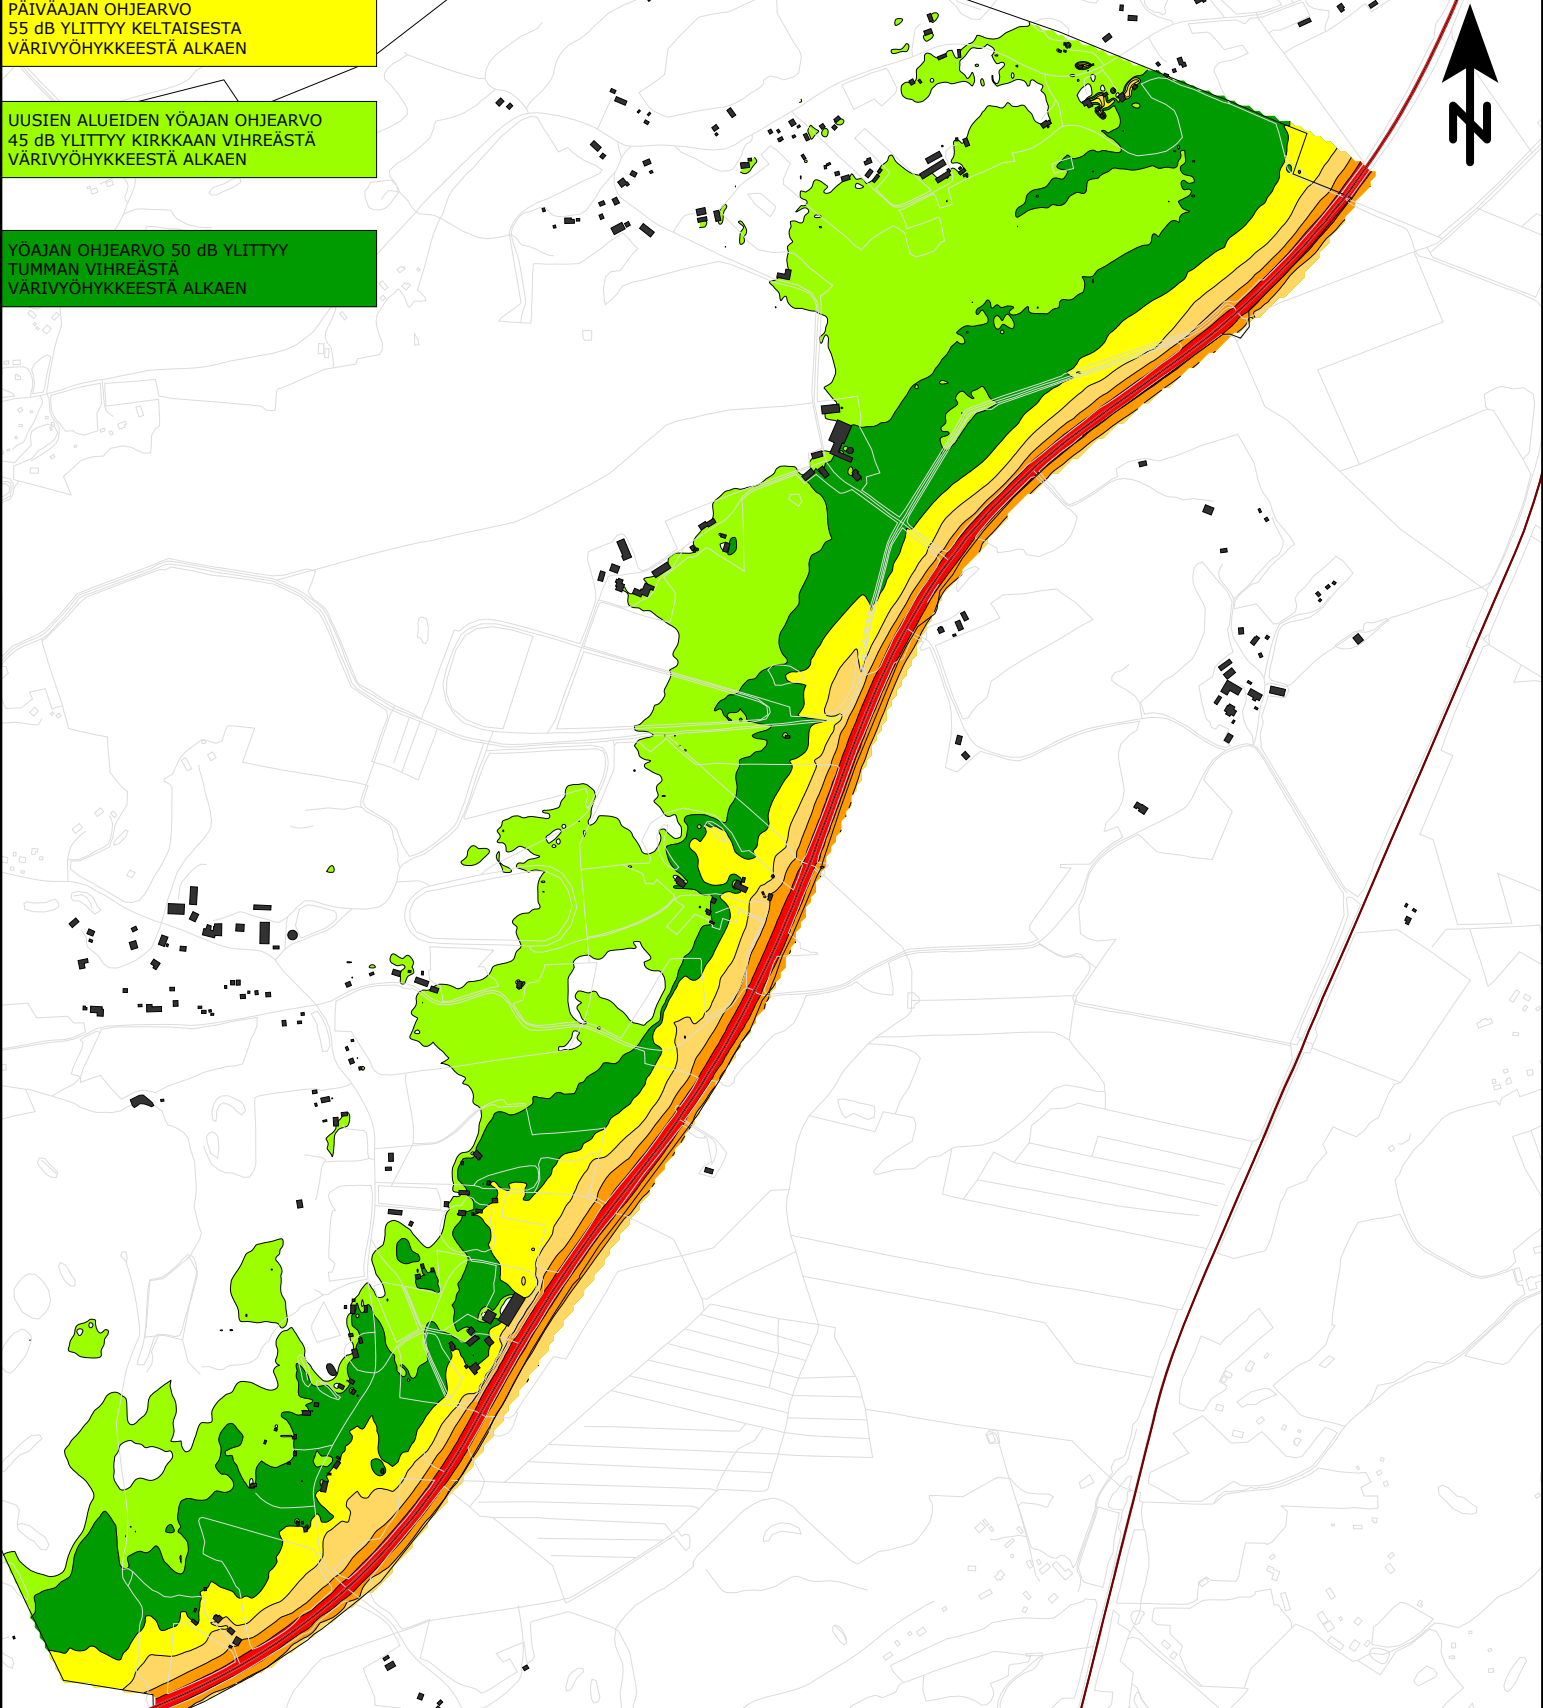 PÄIVÄAJAN OHJEARVO
55 dB YLITTYY KELTAISESTA
VÄRIVYÖHYKKEESTÄ ALKAEN
UUSIEN ALUEIDEN YÖAJAN OHJEARVO
45 dB YLITTYY KIRKKAAN VIHREÄSTÄ
VÄRIVYÖHYKKEESTÄ ALKAEN
YÖAJAN OHJEARVO 50 dB YLITTYY
TUMMAN VIHREÄSTÄ
VÄRIVYÖHYKKEESTÄ ALKAEN
N